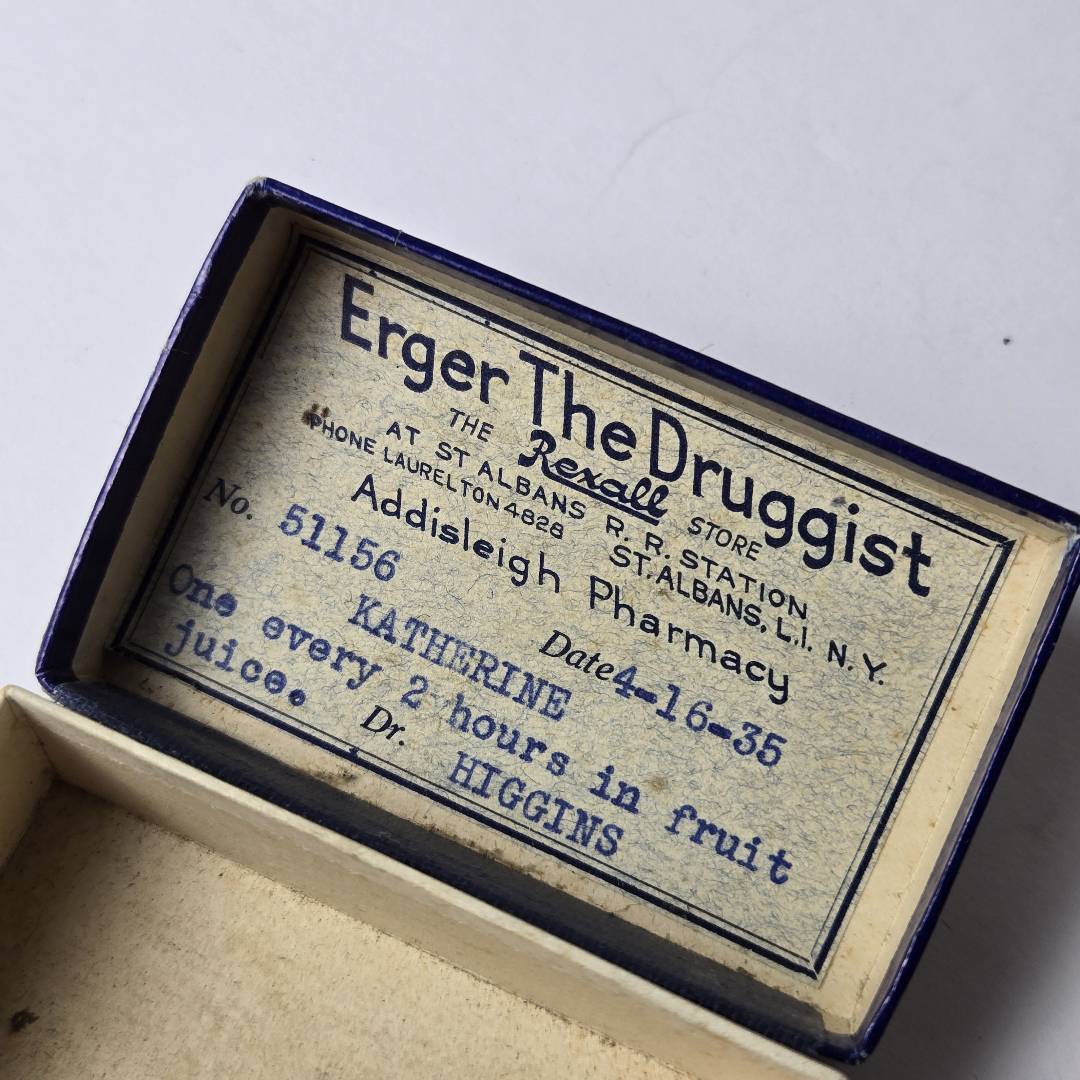 Erger The Druggist
THE Rexall STORE
AT ST ALBANS R. R. STATION
PHONE LAURELTON 4828 ST. ALBANS, L.I. N.Y.
Addisleigh Pharmacy
No. 51156 Date 4-16-35
KATHERINE
One every 2 hours in fruit
juice.
Dr. HIGGINS